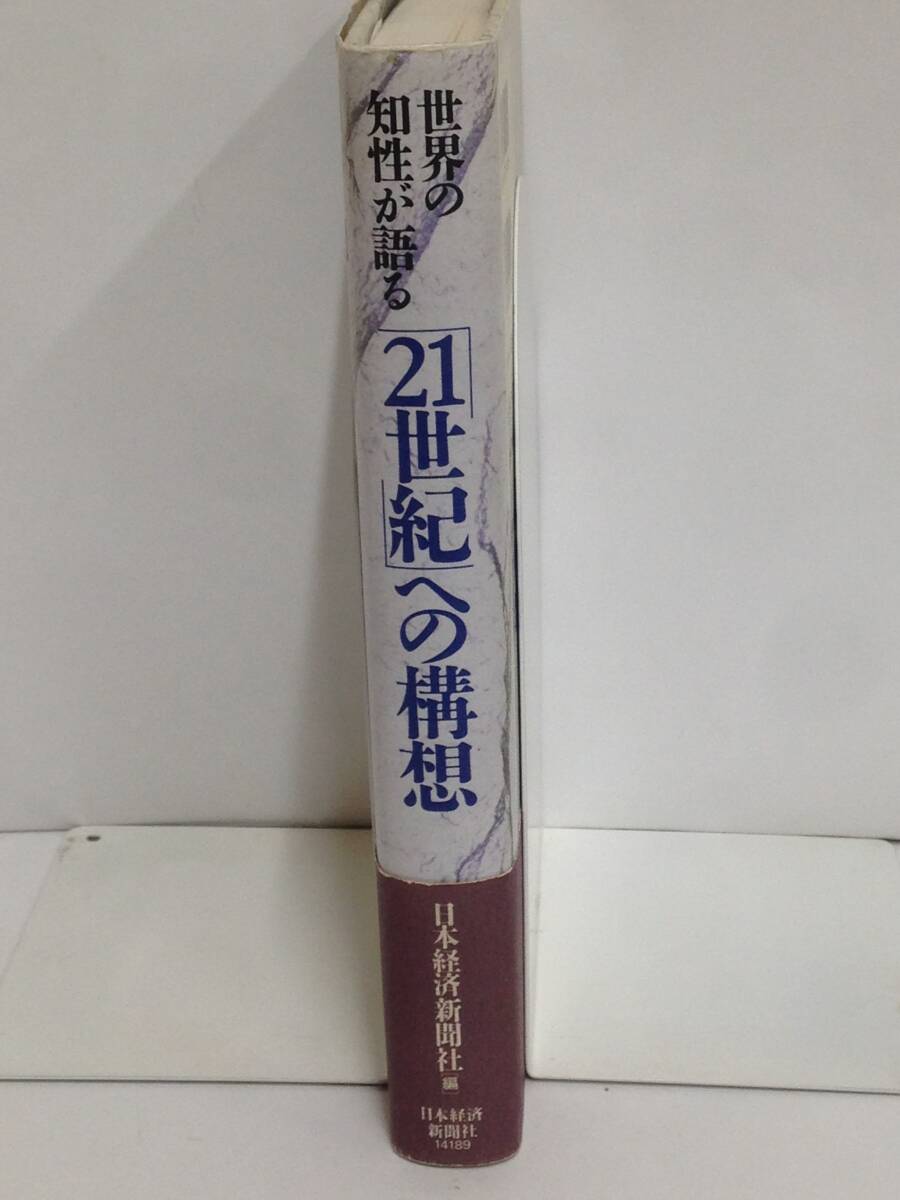 世界の
知性が語る
「21世紀」への構想
日本経済新聞社[編]
日本経済
新聞社
14189